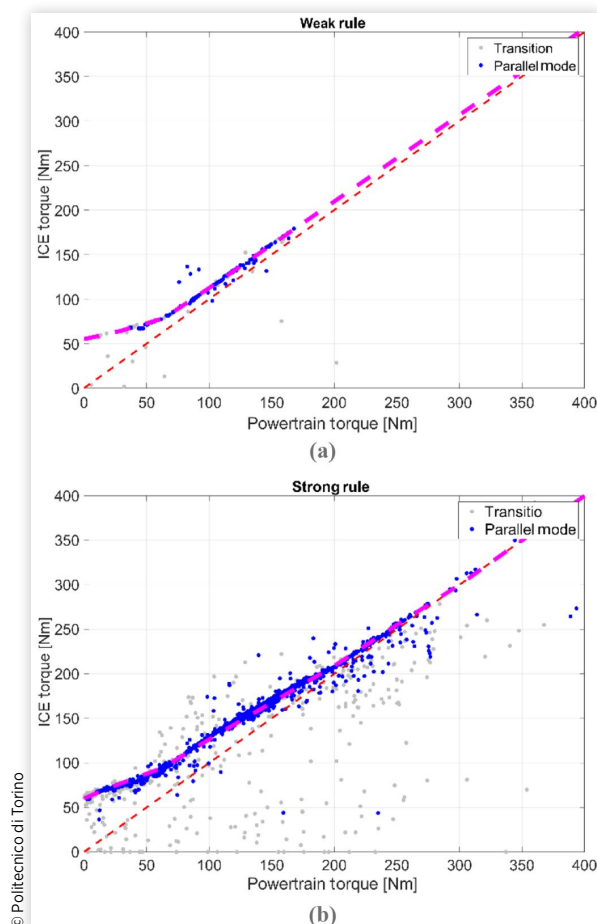 Weak rule
400
Transition
Parallel mode
350
300
250
200
150
100
50
0
ICE torque [Nm]
0 50 100 150 200 250 300 350 400
Powertrain torque [Nm]
(a)
Strong rule
400
Transitio
Parallel mode
350
300
250
200
150
100
50
0
ICE torque [Nm]
0 50 100 150 200 250 300 350 400
Powertrain torque [Nm]
(b)
© Politecnico di Torino